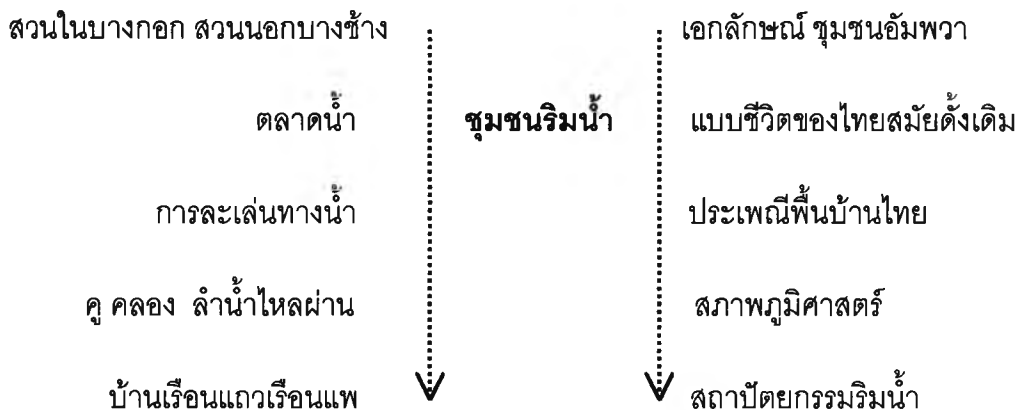 สวนในบางกอก สวนนอกบางช้าง เอกลักษณ์ ชุมชนอัมพวา
ตลาดน้ำ ชุมชนริมน้ำ แบบชีวิตของไทยสมัยดั้งเดิม
การละเล่นทางน้ำ ประเพณีพื้นบ้านไทย
คู คลอง ลำน้ำไหลผ่าน สภาพภูมิศาสตร์
บ้านเรือนแถวเรือนแพ สถาปัตยกรรมริมน้ำ